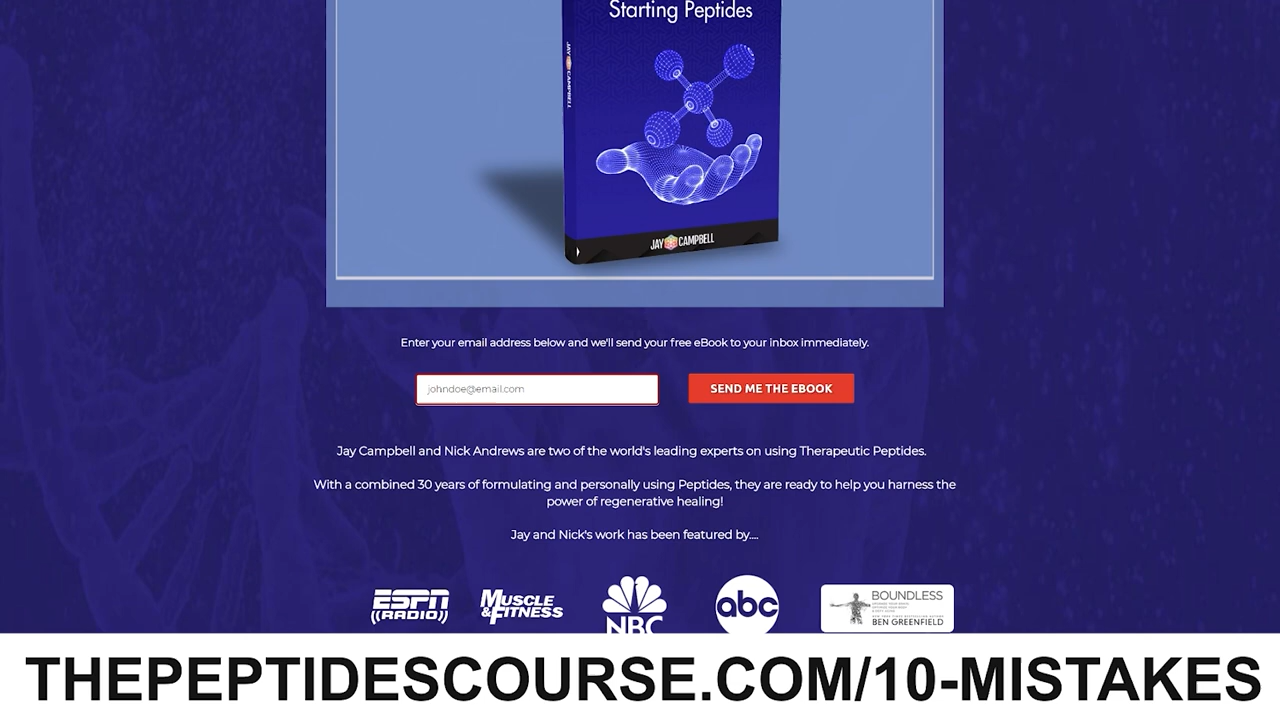 Starting Peptides
JAY CAMPBELL
JAY CAMPBELL
Enter your email address below and we'll send your free eBook to your inbox immediately.
johndoe@email.com
SEND ME THE EBOOK
Jay Campbell and Nick Andrews are two of the world's leading experts on using Therapeutic Peptides.
With a combined 30 years of formulating and personally using Peptides, they are ready to help you harness the
power of regenerative healing!
Jay and Nick's work has been featured by....
ESPN
((RADIO))
MUSCLE
&FITNESS
NBC
abc
BOUNDLESS
BEN GREENFIELD
THEPEPTIDESCOURSE.COM/10-MISTAKES